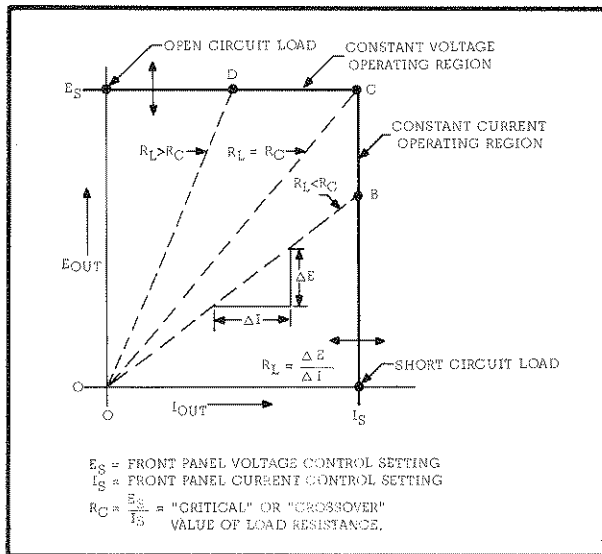 OPEN CIRCUIT LOAD
CONSTANT VOLTAGE
OPERATING REGION
E_S
D
C
CONSTANT CURRENT
OPERATING REGION
R_L>R_C
R_L = R_C
R_L<R_C
B
E_OUT
ΔE
ΔI
R_L = ΔE/ΔI
SHORT CIRCUIT LOAD
O
O
I_OUT
I_S
E_S = FRONT PANEL VOLTAGE CONTROL SETTING
I_S = FRONT PANEL CURRENT CONTROL SETTING
R_C = E_S/I_S = "CRITICAL" OR "CROSSOVER"
VALUE OF LOAD RESISTANCE.